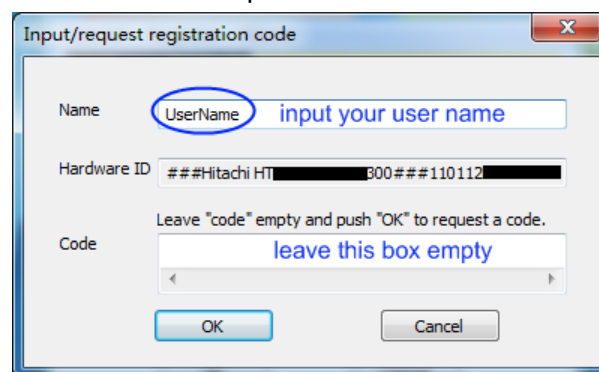 Input/request registration code
X
Name UserName input your user name
Hardware ID ###Hitachi HT 300###110112
Leave "code" empty and push "OK" to request a code.
Code leave this box empty
OK Cancel